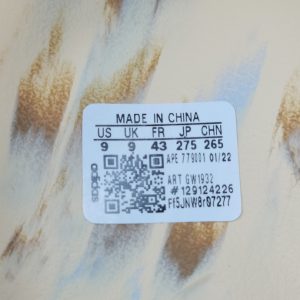 MADE IN CHINA
US UK FR JP CHN
9 9 43 275 265
APE 779001 01/22
ART GW1932
# 129124226
adidas